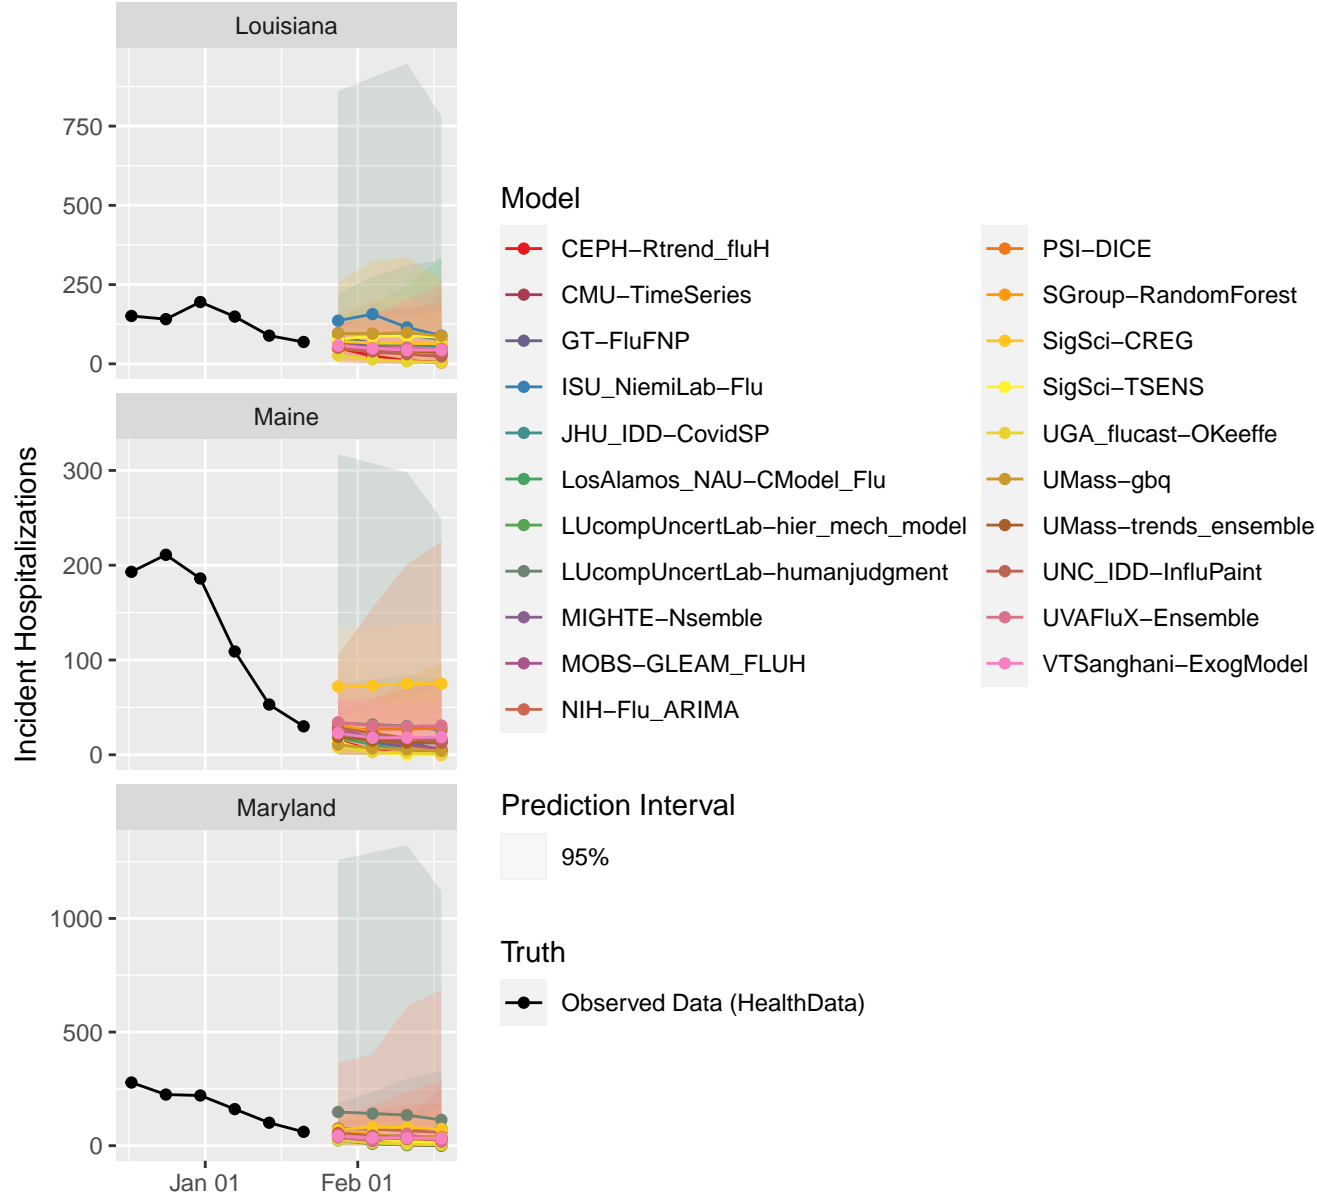 Louisiana
750
500
250
0
Maine
300
200
100
0
Maryland
1000
500
0
Jan 01
Feb 01
Incident Hospitalizations
Model
CEPH−Rtrend_fluH
CMU−TimeSeries
GT−FluFNP
ISU_NiemiLab−Flu
JHU_IDD−CovidSP
LosAlamos_NAU−CModel_Flu
LUcompUncertLab−hier_mech_model
LUcompUncertLab−humanjudgment
MIGHTE−Nsemble
MOBS−GLEAM_FLUH
NIH−Flu_ARIMA
PSI−DICE
SGroup−RandomForest
SigSci−CREG
SigSci−TSENS
UGA_flucast−OKeeffe
UMass−gbq
UMass−trends_ensemble
UNC_IDD−InfluPaint
UVAFluX−Ensemble
VTSanghani−ExogModel
Prediction Interval
95%
Truth
Observed Data (HealthData)